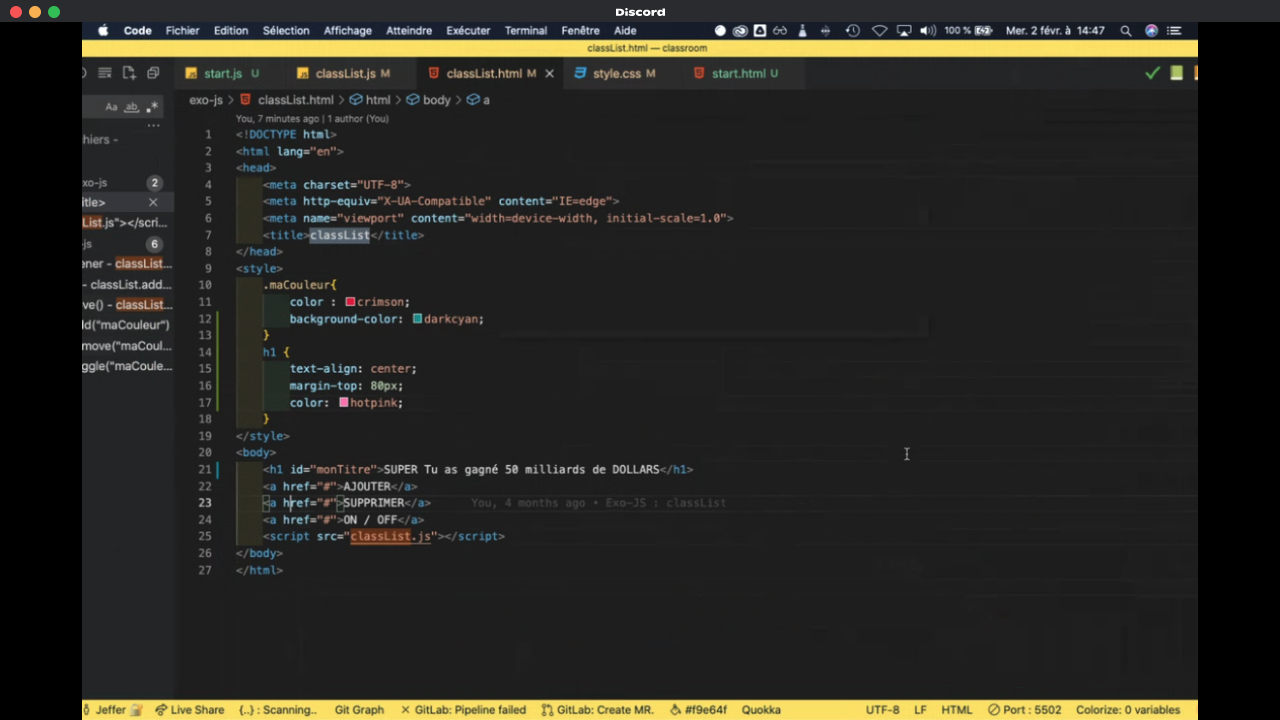 Discord
Code Fichier Edition Sélection Affichage Atteindre Exécuter Terminal Fenêtre Aide 100 % Mer. 2 févr à 14:47
classList.html — classroom
start.js U classList.js M classList.html M style.css M start.html U
Aa ab
exo-js > classList.html > html > body > a
You, 7 minutes ago | 1 author (You)
1 <!DOCTYPE html>
2 <html lang="en">
3 <head>
4 <meta charset="UTF-8">
5 <meta http-equiv="X-UA-Compatible" content="IE=edge">
6 <meta name="viewport" content="width=device-width, initial-scale=1.0">
7 <title>classList</title>
8 </head>
9 <style>
10 .maCouleur{
11 color : crimson;
12 background-color: darkcyan;
13 }
14 h1 {
15 text-align: center;
16 margin-top: 80px;
17 color: hotpink;
18 }
19 </style>
20 <body>
21 <h1 id="monTitre">SUPER Tu as gagné 50 milliards de DOLLARS</h1>
22 <a href="#">AJOUTER</a>
23 <a href="#">SUPPRIMER</a> You, 4 months ago • Exo-JS : classList
24 <a href="#">ON / OFF</a>
25 <script src="classList.js"></script>
26 </body>
27 </html>
hiers -
xo-js 2
itle> ×
List.js"></scri...
-js 6
ener - classList...
- classList.add...
ve() - classList...
dd("maCouleur")
move("maCoul...
ggle("maCoule...
Jeffer Live Share {..} : Scanning.. Git Graph × GitLab: Pipeline failed GitLab: Create MR. #f9e64f Quokka UTF-8 LF HTML Port : 5502 Colorize: 0 variables